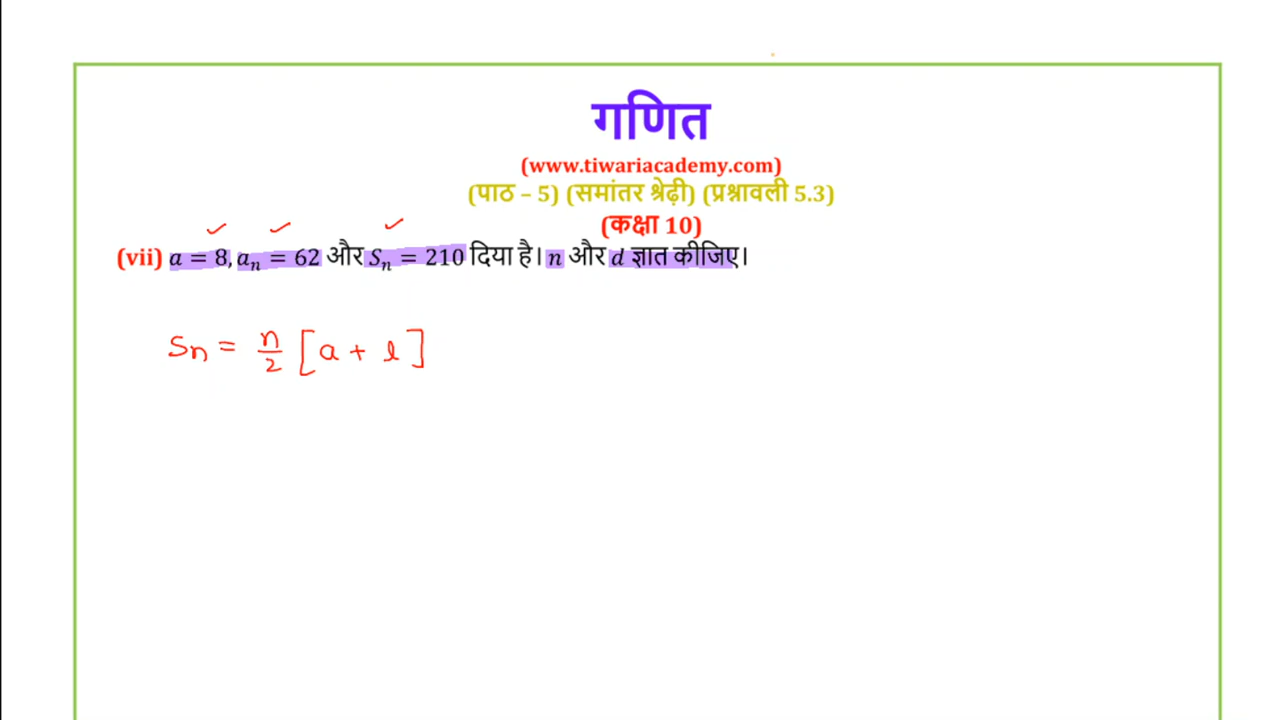 गणित
(www.tiwariacademy.com)
(पाठ – 5) (समांतर श्रेढ़ी) (प्रश्नावली 5.3)
(कक्षा 10)
(vii) a = 8, aₙ = 62 और Sₙ = 210 दिया है। n और d ज्ञात कीजिए।
Sn = n/2 [a + l]